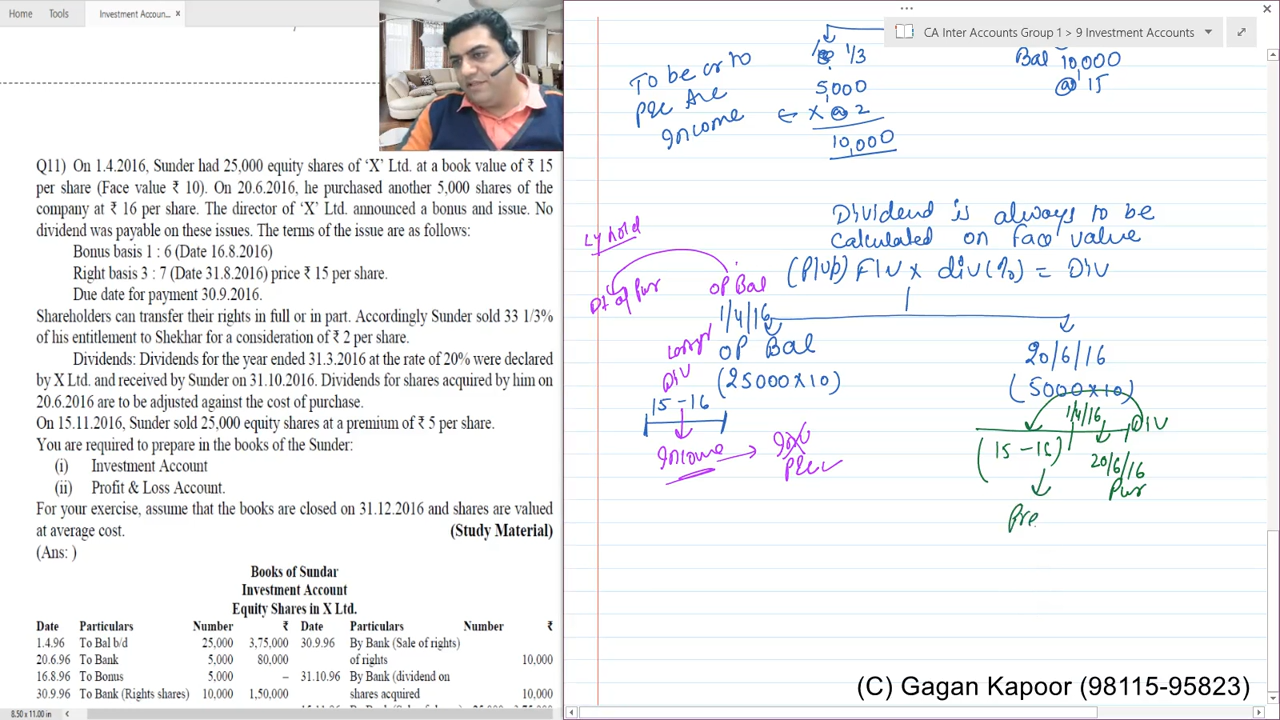 Home Tools Investment Accoun... ×
CA Inter Accounts Group 1 > 9 Investment Accounts
Q11) On 1.4.2016, Sunder had 25,000 equity shares of ‘X’ Ltd. at a book value of ₹ 15
per share (Face value ₹ 10). On 20.6.2016, he purchased another 5,000 shares of the
company at ₹ 16 per share. The director of ‘X’ Ltd. announced a bonus and issue. No
dividend was payable on these issues. The terms of the issue are as follows:
Bonus basis 1 : 6 (Date 16.8.2016)
Right basis 3 : 7 (Date 31.8.2016) price ₹ 15 per share.
Due date for payment 30.9.2016.
Shareholders can transfer their rights in full or in part. Accordingly Sunder sold 33 1/3%
of his entitlement to Shekhar for a consideration of ₹ 2 per share.
Dividends: Dividends for the year ended 31.3.2016 at the rate of 20% were declared
by X Ltd. and received by Sunder on 31.10.2016. Dividends for shares acquired by him on
20.6.2016 are to be adjusted against the cost of purchase.
On 15.11.2016, Sunder sold 25,000 equity shares at a premium of ₹ 5 per share.
You are required to prepare in the books of the Sunder:
(i) Investment Account
(ii) Profit & Loss Account.
For your exercise, assume that the books are closed on 31.12.2016 and shares are valued
at average cost. (Study Material)
(Ans: )
Books of Sundar
Investment Account
Equity Shares in X Ltd.
Date Particulars Number ₹ Date Particulars Number ₹
1.4.96 To Bal b/d 25,000 3,75,000 30.9.96 By Bank (Sale of rights)
20.6.96 To Bank 5,000 80,000 of rights) 10,000
16.8.96 To Bonus 5,000 – 31.10.96 By Bank (dividend on
30.9.96 To Bank (Rights shares) 10,000 1,50,000 shares acquired 10,000
8.50 x 11.00 in
1/3
5,000
x @ 2
10,000
To be cr to
P&L
Income
Bal 10,000
@ 15
Dividend is always to be
calculated on face value
(P/up) F/V x div(%) = Div
LY hold
Dt of Pur
OP Bal
1/4/16
OP Bal
(25000x10)
Div
15 - 16
Income → Inv
P&L ✓
20/6/16
(5000x10)
1/4/16 Div
(15 - 16) 20/6/16
Pur
Pre
(C) Gagan Kapoor (98115-95823)